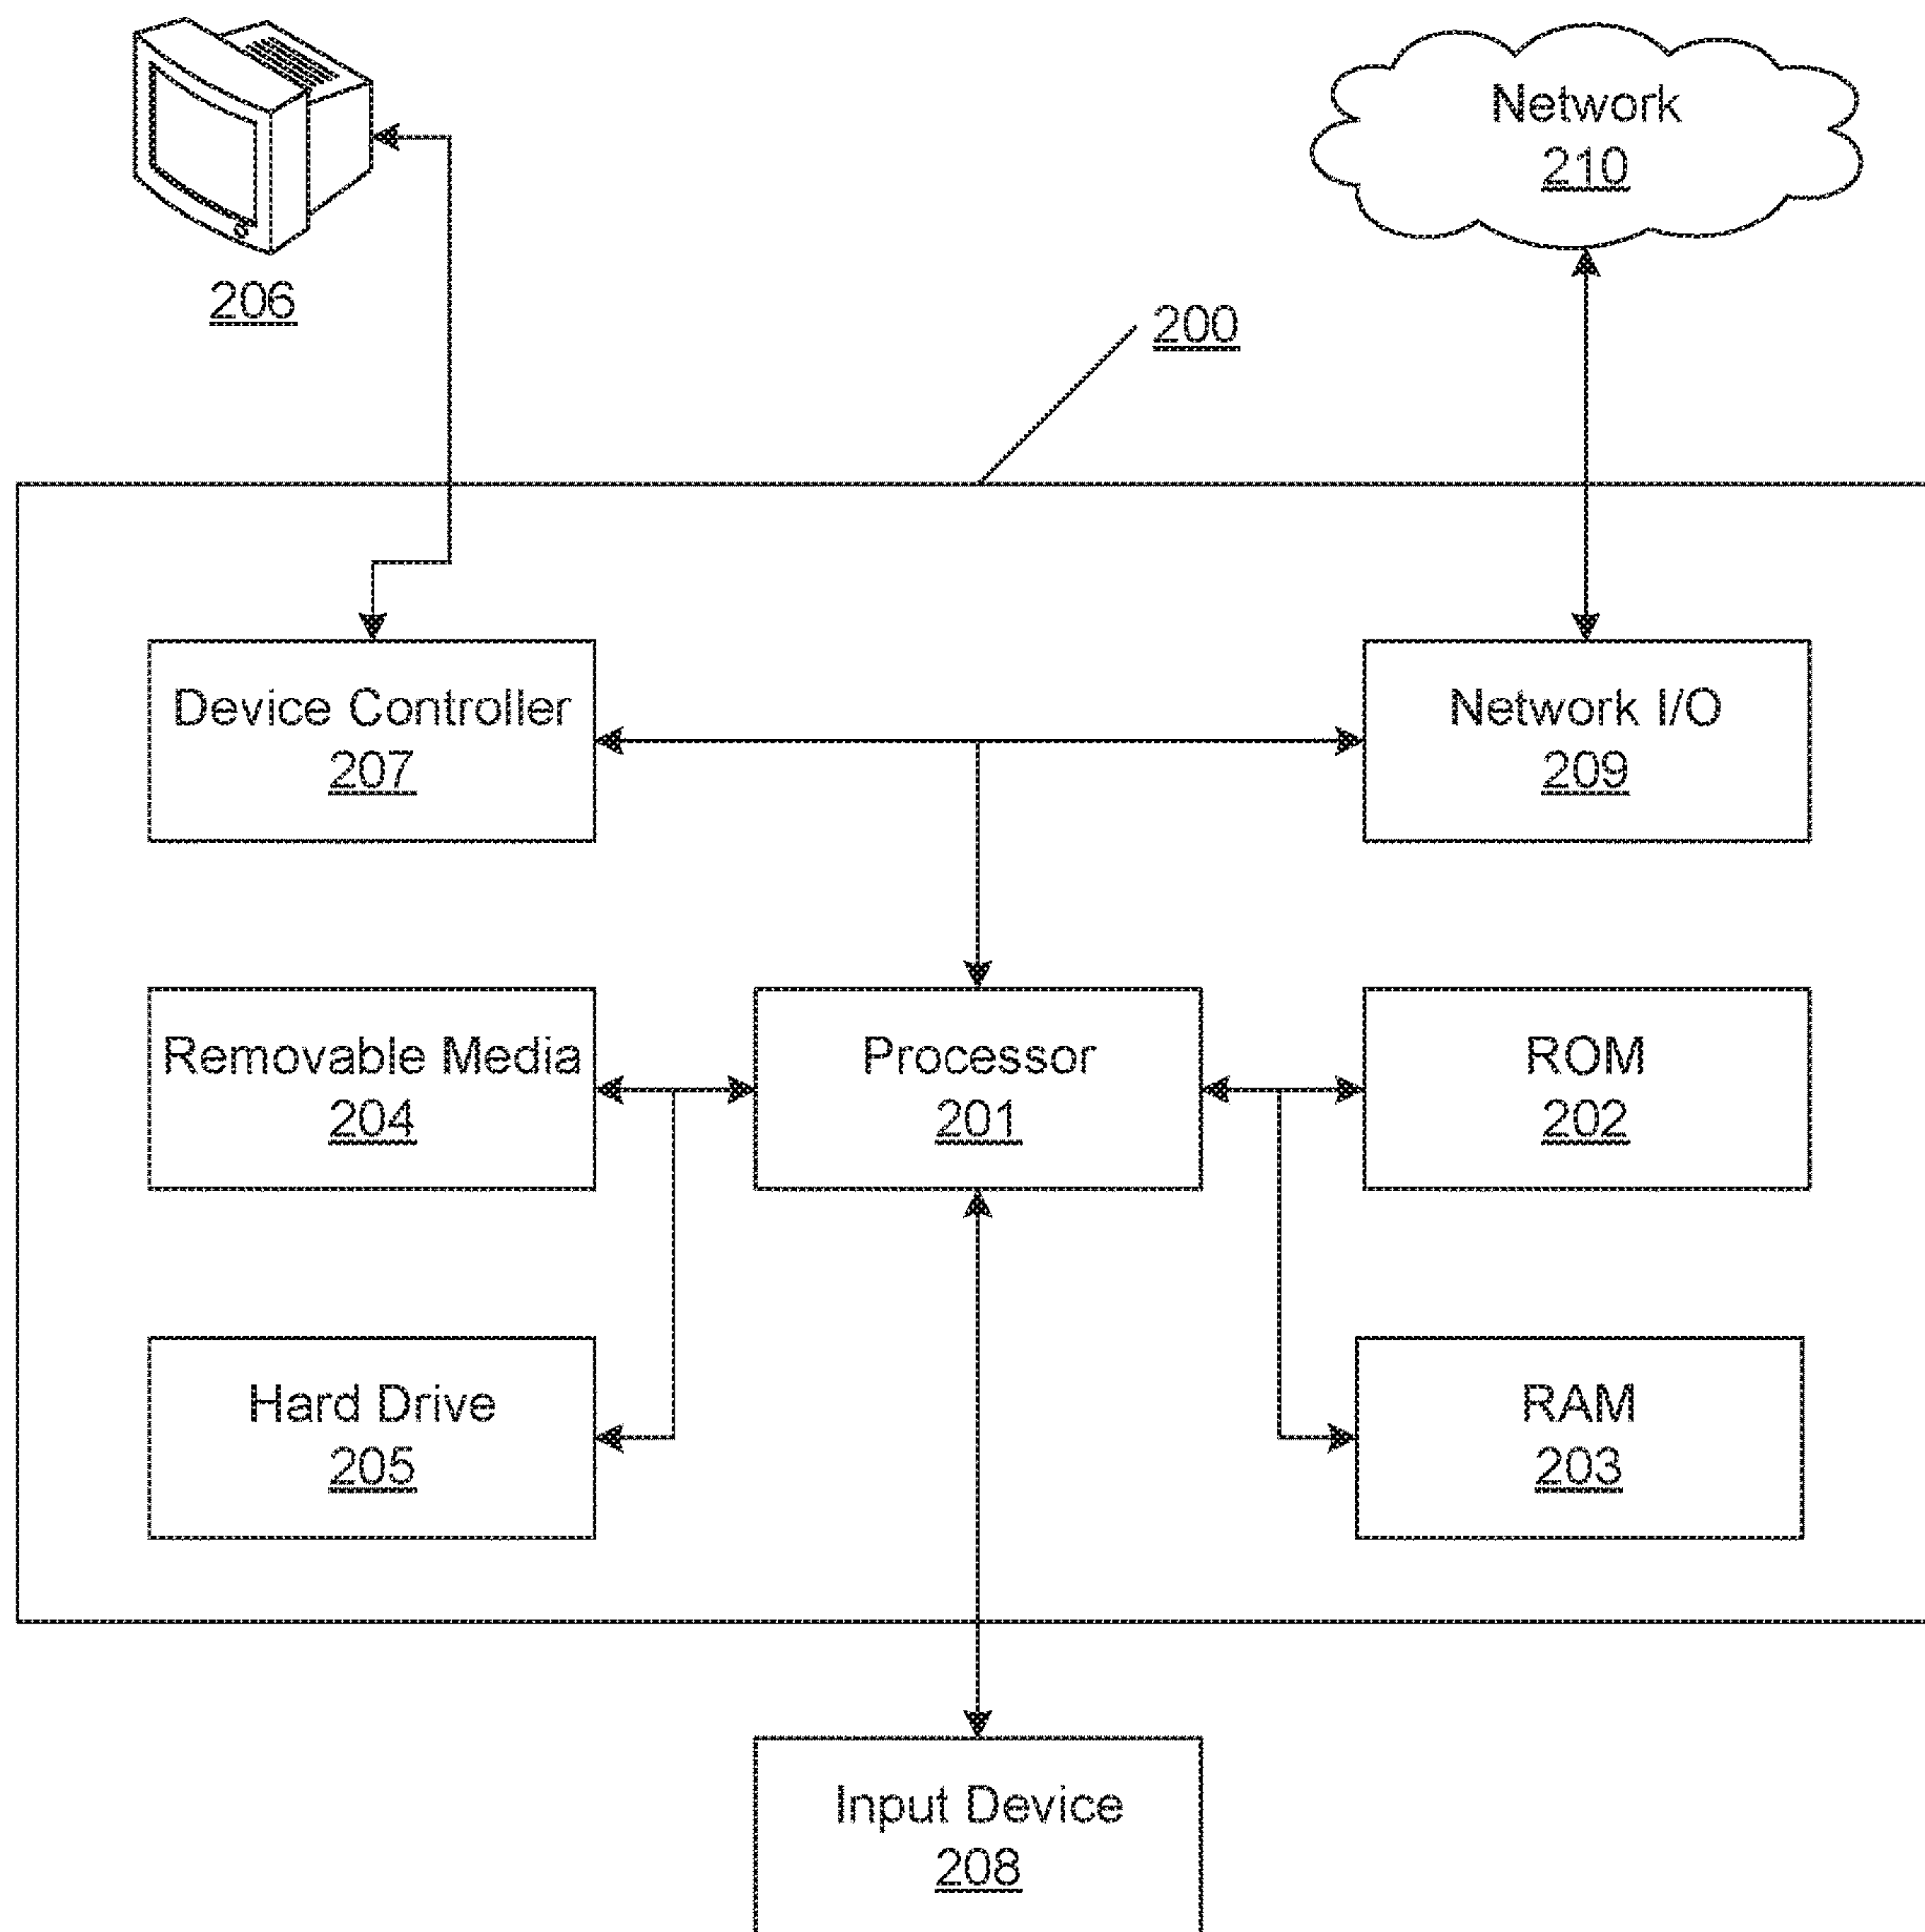 Network
210
206
200
Device Controller
207
Network I/O
209
Removable Media
204
Processor
201
ROM
202
Hard Drive
205
RAM
203
Input Device
208